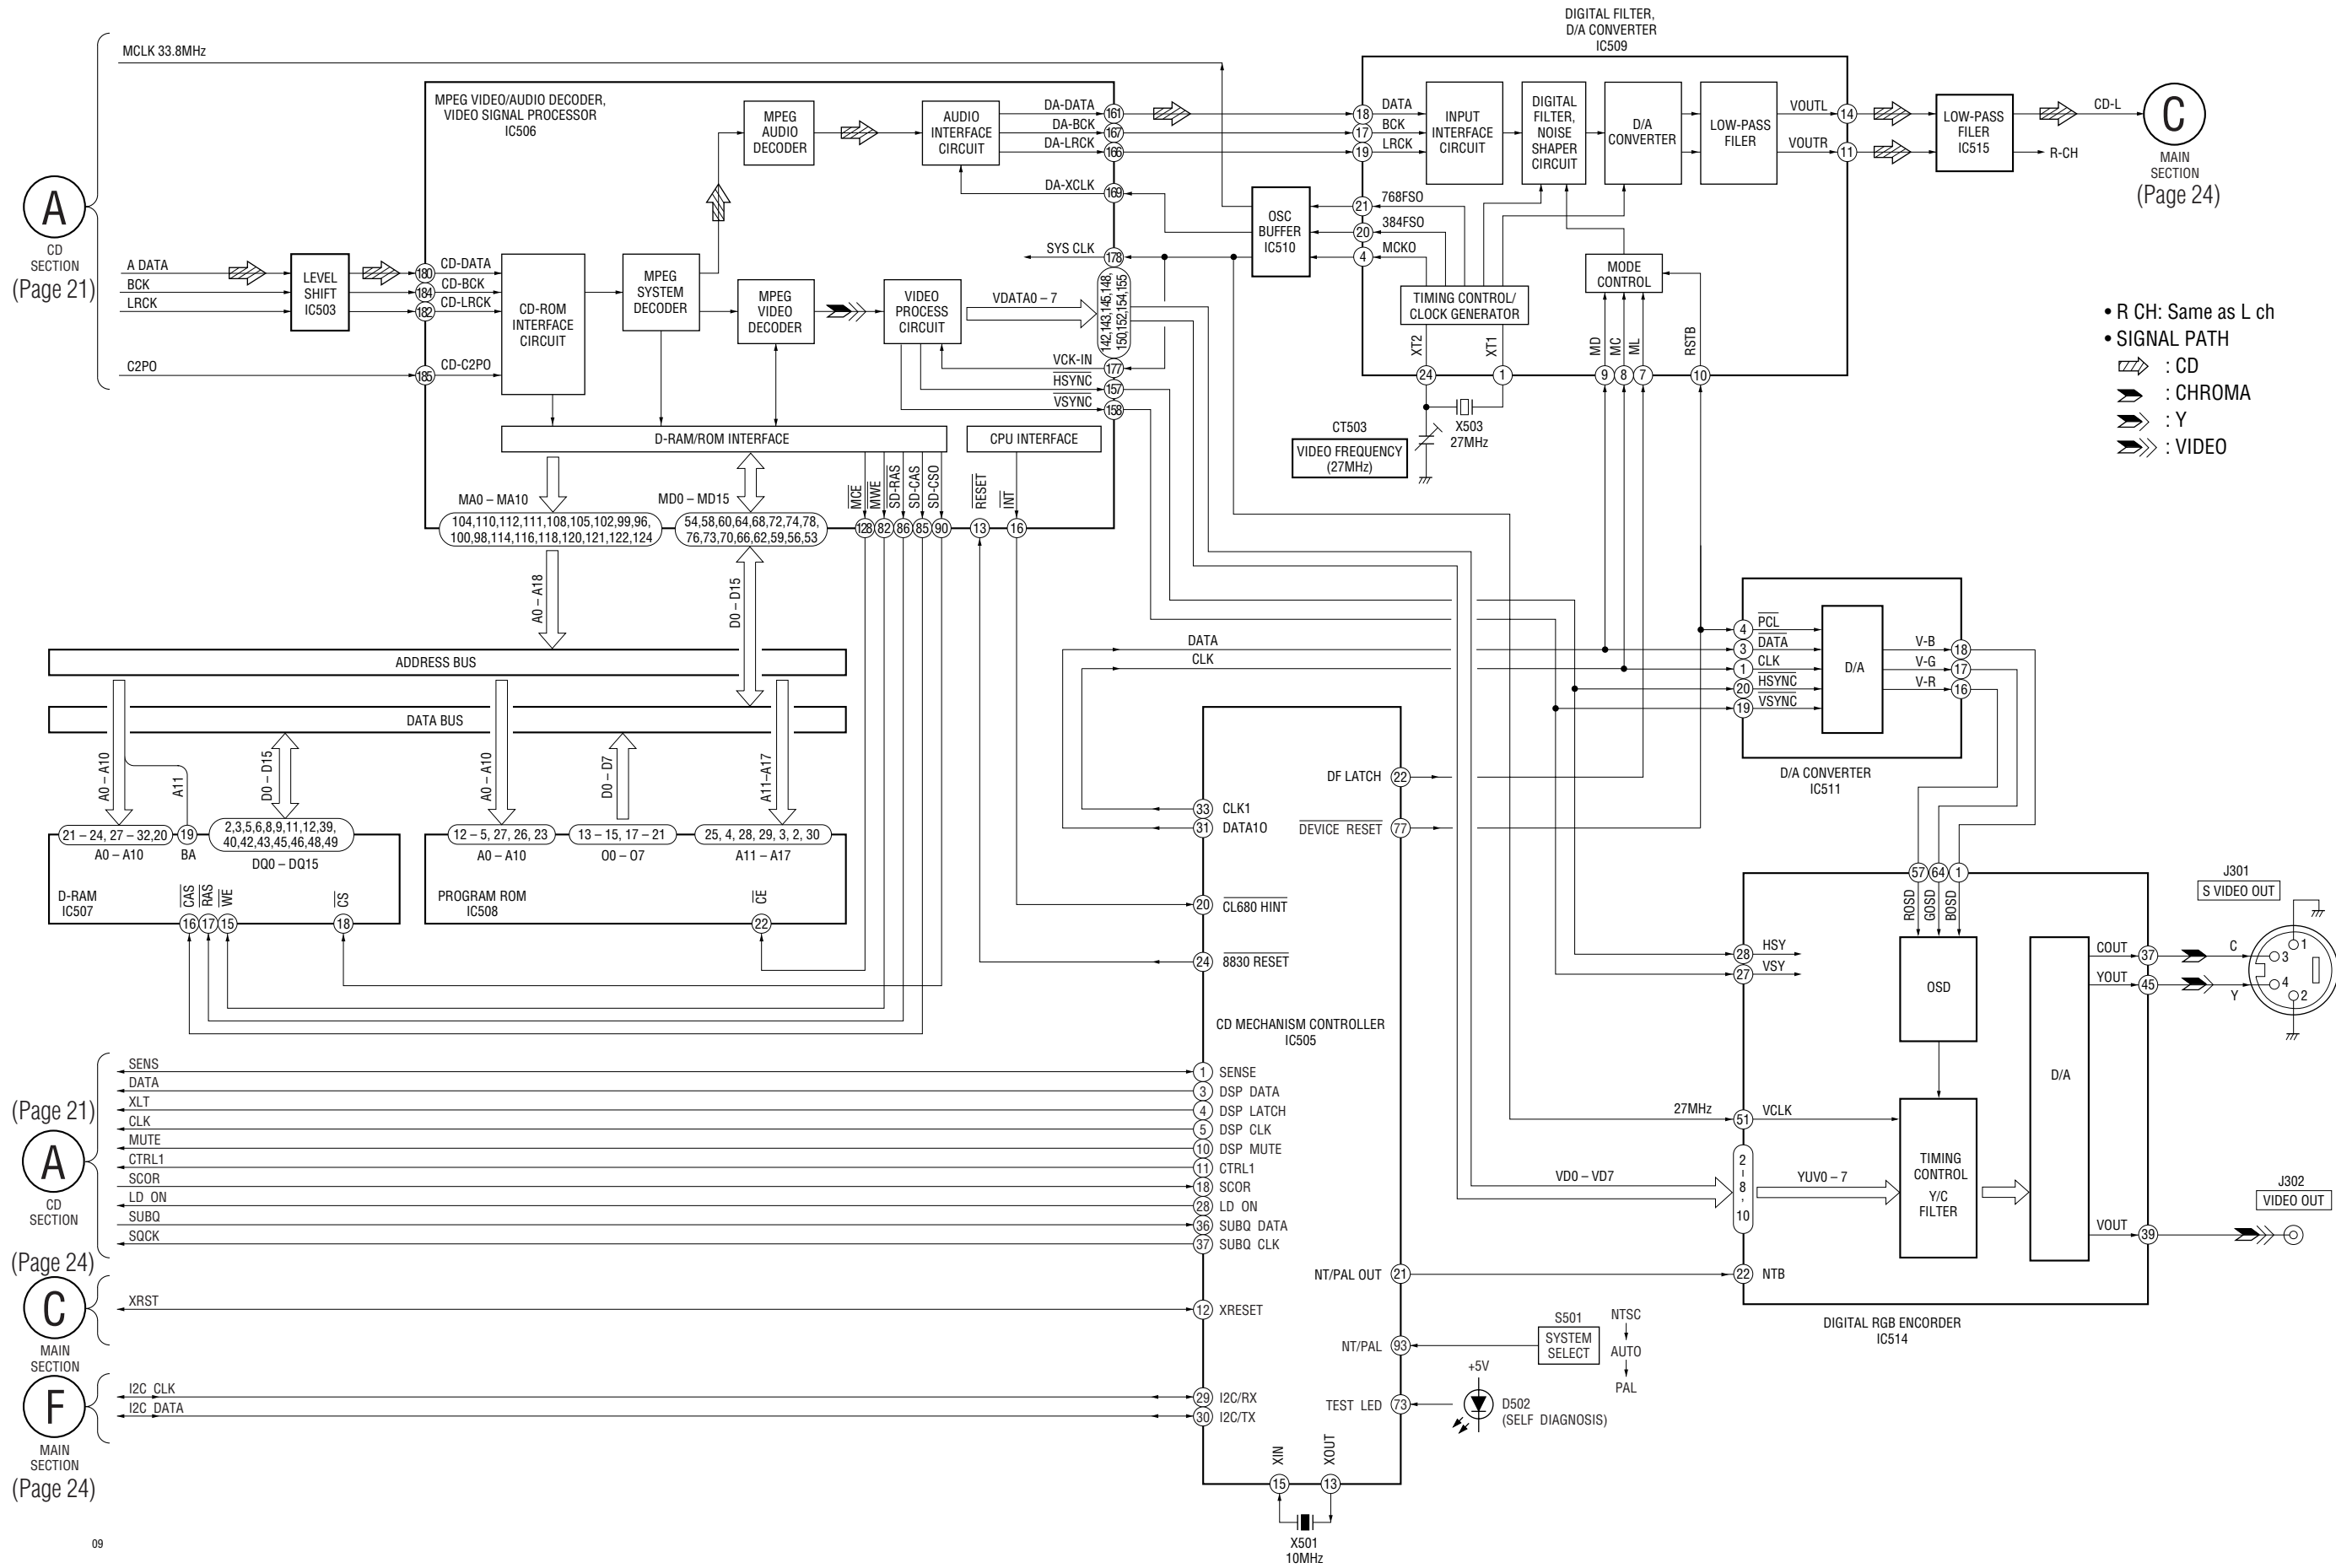 DIGITAL FILTER,
D/A CONVERTER
IC509
MCLK 33.8MHz
A
CD
SECTION
(Page 21)
A DATA
BCK
LRCK
C2PO
LEVEL
SHIFT
IC503
MPEG VIDEO/AUDIO DECODER,
VIDEO SIGNAL PROCESSOR
IC506
180 CD-DATA
184 CD-BCK
182 CD-LRCK
185 CD-C2PO
CD-ROM
INTERFACE
CIRCUIT
MPEG
SYSTEM
DECODER
MPEG
AUDIO
DECODER
MPEG
VIDEO
DECODER
AUDIO
INTERFACE
CIRCUIT
VIDEO
PROCESS
CIRCUIT
DA-DATA 161
DA-BCK 167
DA-LRCK 166
DA-XCLK 169
SYS CLK 178
VDATA0 – 7
142,143,145,148,
150,152,154,155
VCK-IN 177
HSYNC 157
VSYNC 158
D-RAM/ROM INTERFACE
CPU INTERFACE
MA0 – MA10
104,110,112,111,108,105,102,99,96,
100,98,114,116,118,120,121,122,124
MD0 – MD15
54,58,60,64,68,72,74,78,
76,73,70,66,62,59,56,53
MCE
MWE
SD-RAS
SD-CAS
SD-CSO
RESET
INT
128 82 86 85 90 13 16
OSC
BUFFER
IC510
18 DATA
17 BCK
19 LRCK
21 768FSO
20 384FSO
4 MCKO
INPUT
INTERFACE
CIRCUIT
DIGITAL
FILTER,
NOISE
SHAPER
CIRCUIT
D/A
CONVERTER
LOW-PASS
FILER
VOUTL 14
VOUTR 11
MODE
CONTROL
TIMING CONTROL/
CLOCK GENERATOR
XT2
XT1
MD
MC
ML
RSTB
24 1 9 8 7 10
LOW-PASS
FILER
IC515
CD-L
R-CH
C
MAIN
SECTION
(Page 24)
CT503
VIDEO FREQUENCY
(27MHz)
X503
27MHz
• R CH: Same as L ch
• SIGNAL PATH
: CD
: CHROMA
: Y
: VIDEO
A0 – A18
D0 – D15
ADDRESS BUS
DATA BUS
A0 – A10
A11
D0 – D15
A0 – A10
D0 – D7
A11–A17
21 – 24, 27 – 32,20
19
2,3,5,6,8,9,11,12,39,
40,42,43,45,46,48,49
A0 – A10
BA
DQ0 – DQ15
D-RAM
IC507
CAS
RAS
WE
CS
16 17 15 18
12 – 5, 27, 26, 23
13 – 15, 17 – 21
25, 4, 28, 29, 3, 2, 30
A0 – A10
O0 – O7
A11 – A17
PROGRAM ROM
IC508
CE
22
DATA
CLK
4 PCL
3 DATA
1 CLK
20 HSYNC
19 VSYNC
D/A
V-B 18
V-G 17
V-R 16
D/A CONVERTER
IC511
DF LATCH 22
33 CLK1
31 DATA1O
DEVICE RESET 77
20 CL680 HINT
24 8830 RESET
CD MECHANISM CONTROLLER
IC505
(Page 21)
A
CD
SECTION
SENS
DATA
XLT
CLK
MUTE
CTRL1
SCOR
LD ON
SUBQ
SQCK
1 SENSE
3 DSP DATA
4 DSP LATCH
5 DSP CLK
10 DSP MUTE
11 CTRL1
18 SCOR
28 LD ON
36 SUBQ DATA
37 SUBQ CLK
(Page 24)
C
MAIN
SECTION
XRST
12 XRESET
F
MAIN
SECTION
(Page 24)
I2C CLK
I2C DATA
29 I2C/RX
30 I2C/TX
NT/PAL OUT 21
NT/PAL 93
TEST LED 73
XIN
XOUT
15 13
X501
10MHz
S501
SYSTEM
SELECT
NTSC
AUTO
PAL
+5V
D502
(SELF DIAGNOSIS)
57 64 1
ROSD
GOSD
BOSD
28 HSY
27 VSY
OSD
27MHz
51 VCLK
VD0 – VD7
2
–
8
,
10
YUV0 – 7
TIMING
CONTROL
Y/C
FILTER
D/A
22 NTB
COUT 37
YOUT 45
VOUT 39
C
Y
DIGITAL RGB ENCORDER
IC514
J301
S VIDEO OUT
1
3
4
2
J302
VIDEO OUT
09